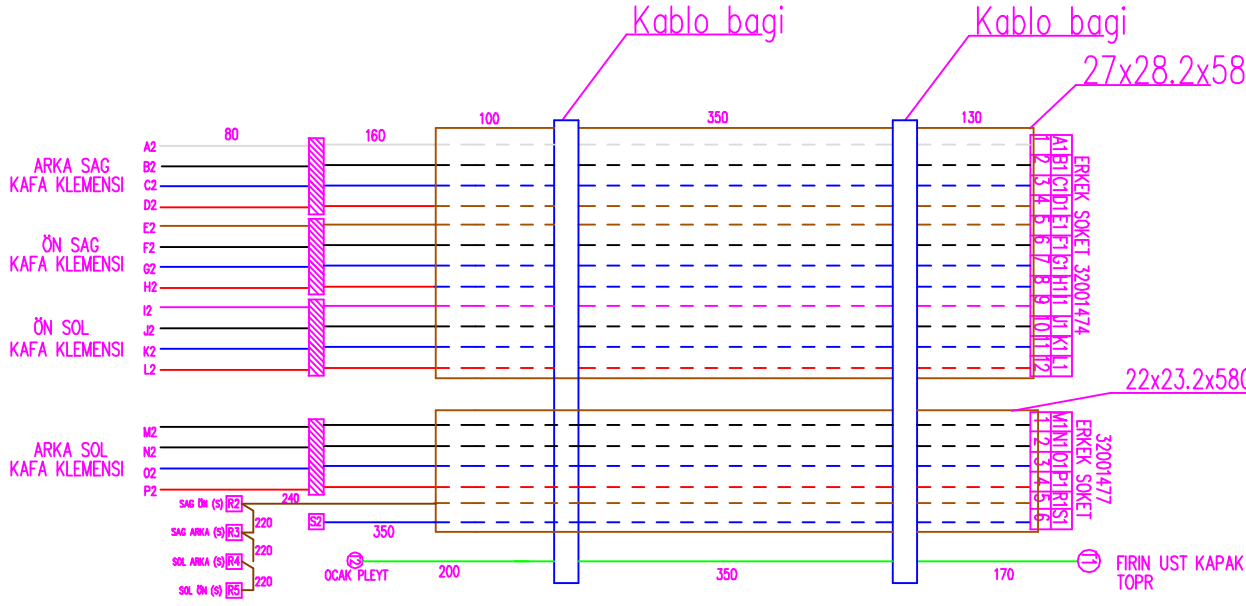 Kablo bagi
Kablo bagi
27x28.2x58
80
160
100
350
130
ARKA SAG
KAFA KLEMENSI
A2
B2
C2
D2
ÖN SAG
KAFA KLEMENSI
E2
F2
G2
H2
ÖN SOL
KAFA KLEMENSI
I2
J2
K2
L2
1 A1
2 B1
3 C1
4 D1
5 E1
6 F1
7 G1
8 H1
9 I1
10 J1
11 K1
12 L1
ERKEK SOKET 32001474
22x23.2x580
ARKA SOL
KAFA KLEMENSI
M2
N2
O2
P2
1 M1
2 N1
3 O1
4 P1
5 R1
6 S1
32001477
ERKEK SOKET
SAG ÖN (S) R2
240
220
S2
350
SAG ARKA (S) R3
220
SOL ARKA (S) R4
220
SOL ÖN (S) R5
T2
OCAK PLEYT
200
350
170
T1
FIRIN UST KAPAK
TOPR